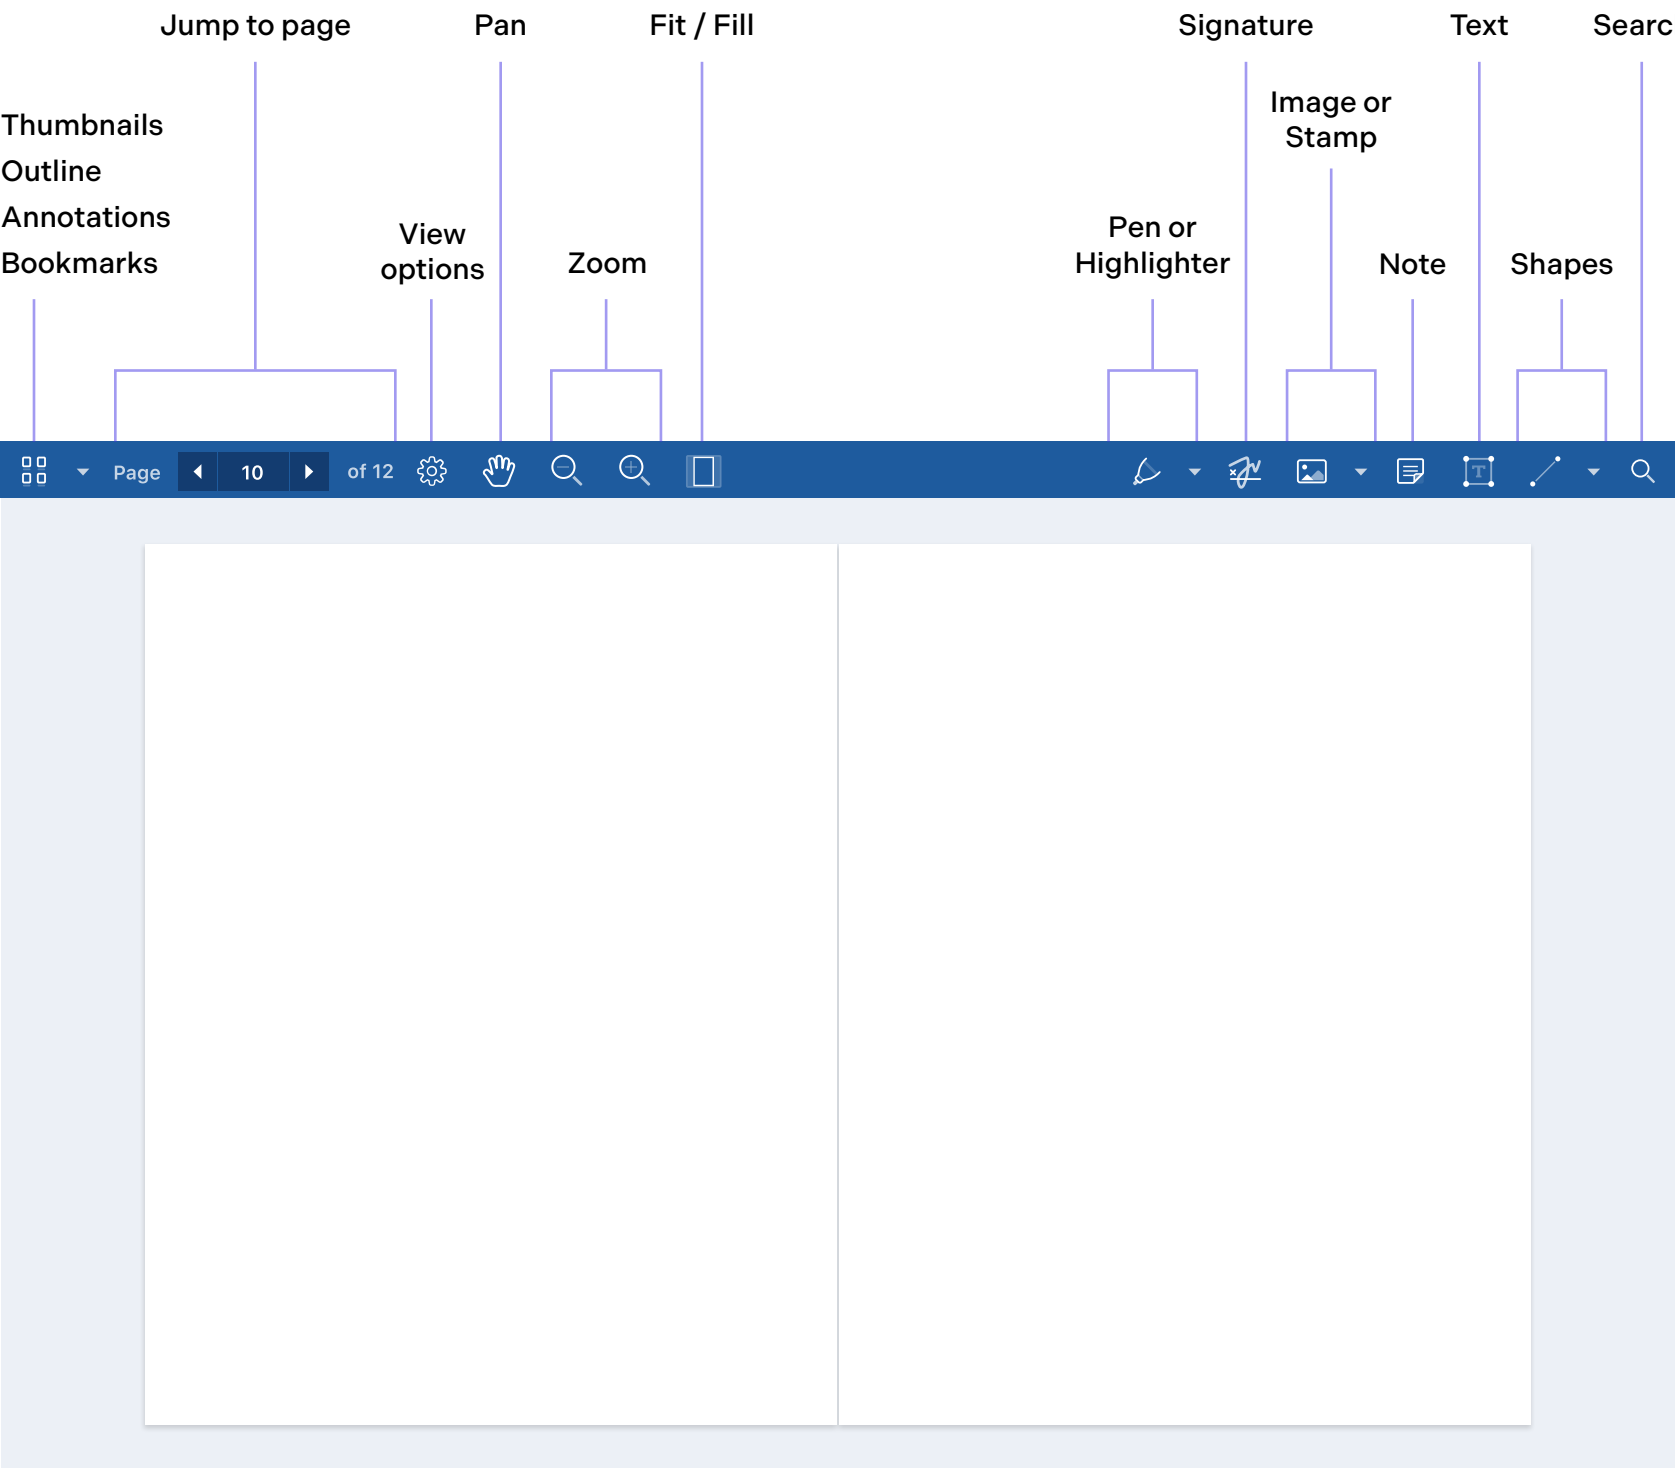 Jump to page
Pan
Fit / Fill
Signature
Text
Searc
Image or
Stamp
Thumbnails
Outline
Annotations
Bookmarks
View
options
Zoom
Pen or
Highlighter
Note
Shapes
Page
10
of 12
T